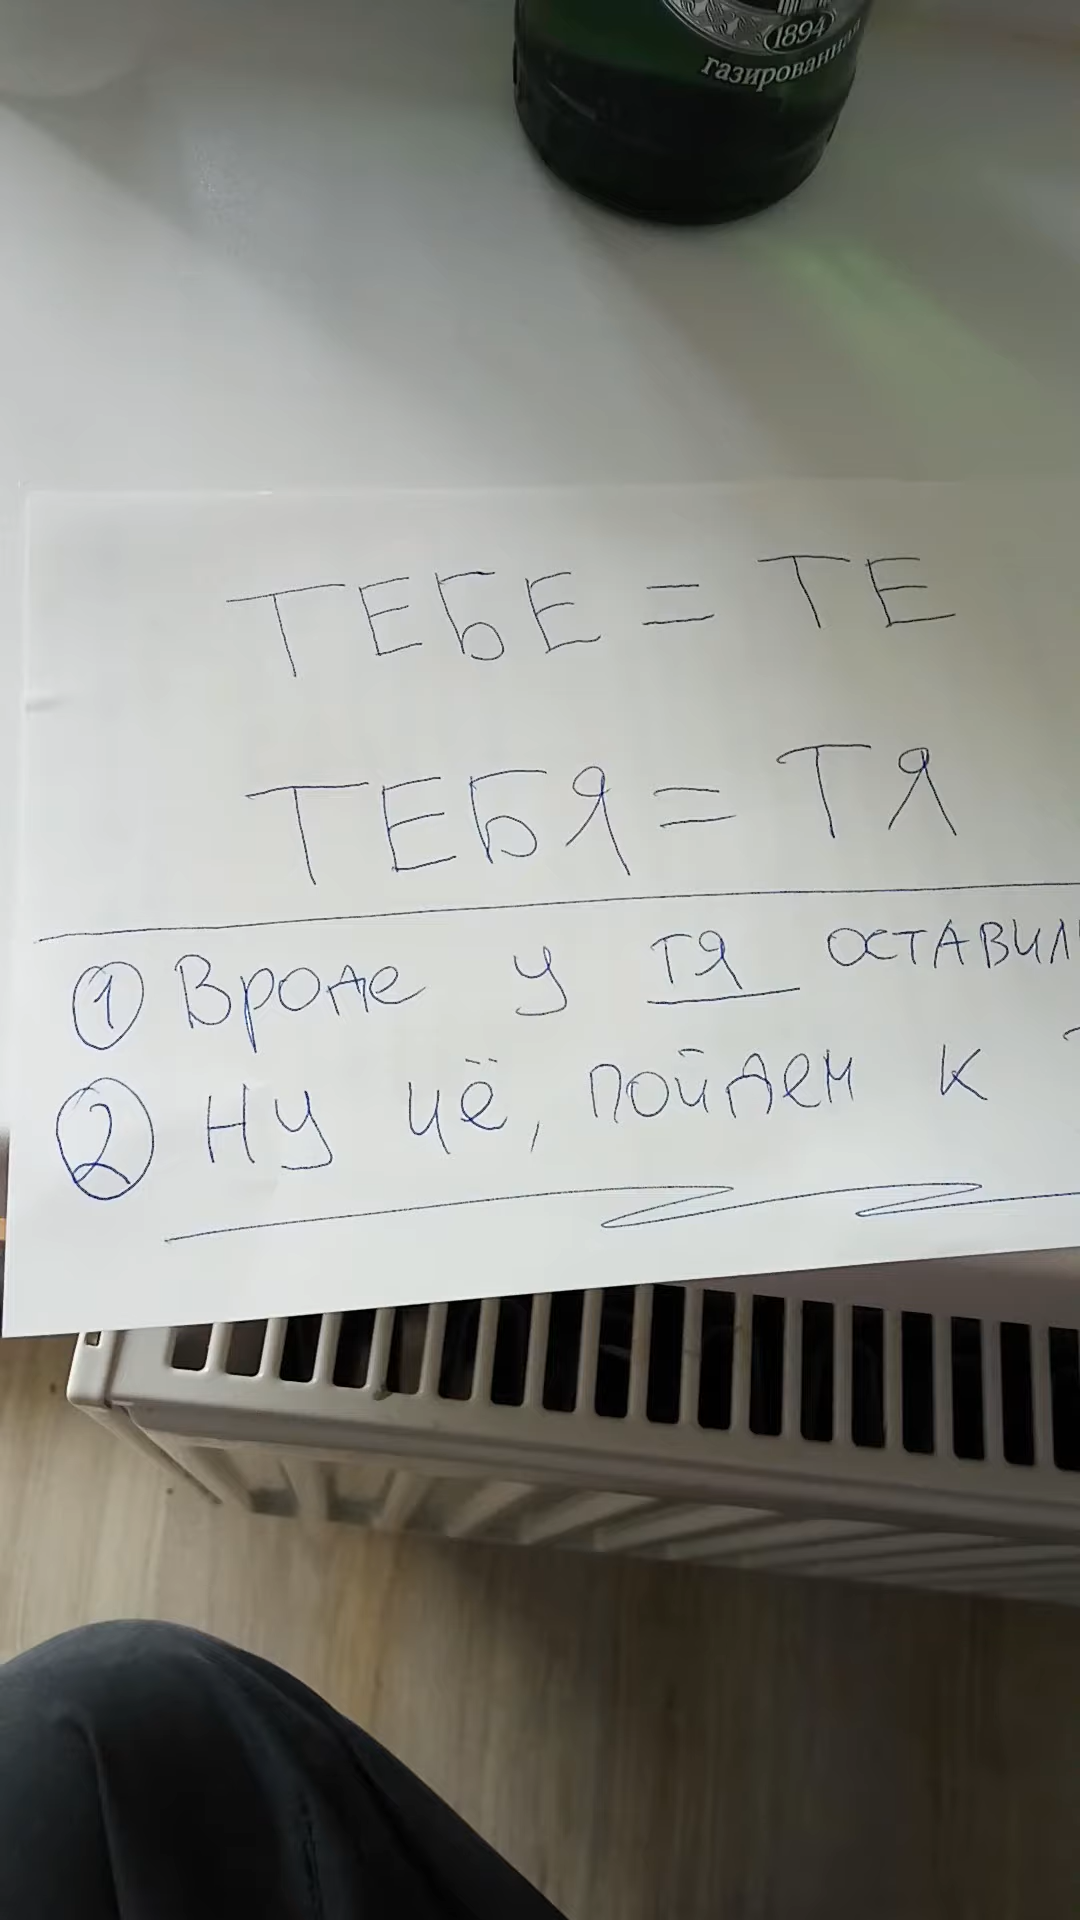 1894
газированная
ТЕБЕ = ТЕ
ТЕБЯ = ТЯ
① Вроде у тя оставил
② Ну чё, пойдем к